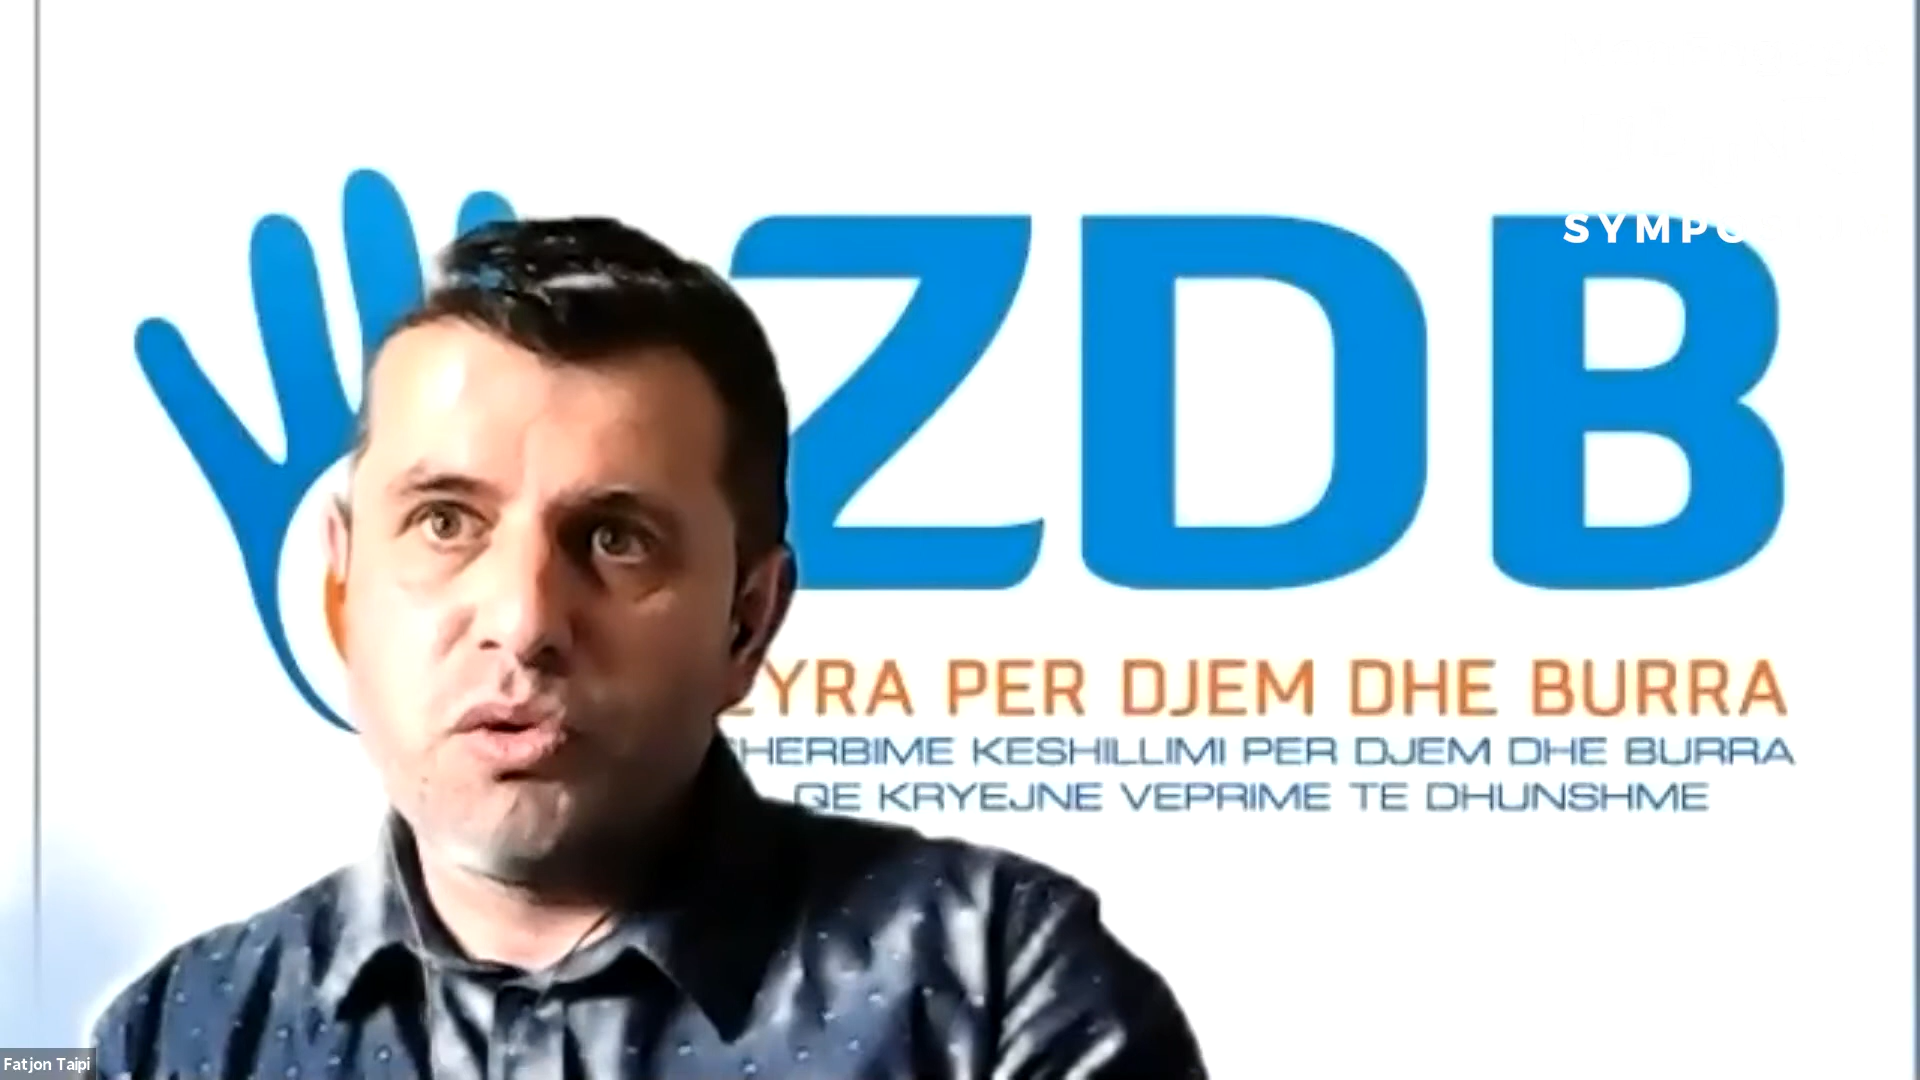 ZDB
SYMPO
ZYRA PER DJEM DHE BURRA
SHERBIME KESHILLIMI PER DJEM DHE BURRA
QE KRYEJNE VEPRIME TE DHUNSHME
Fatjon Taipi